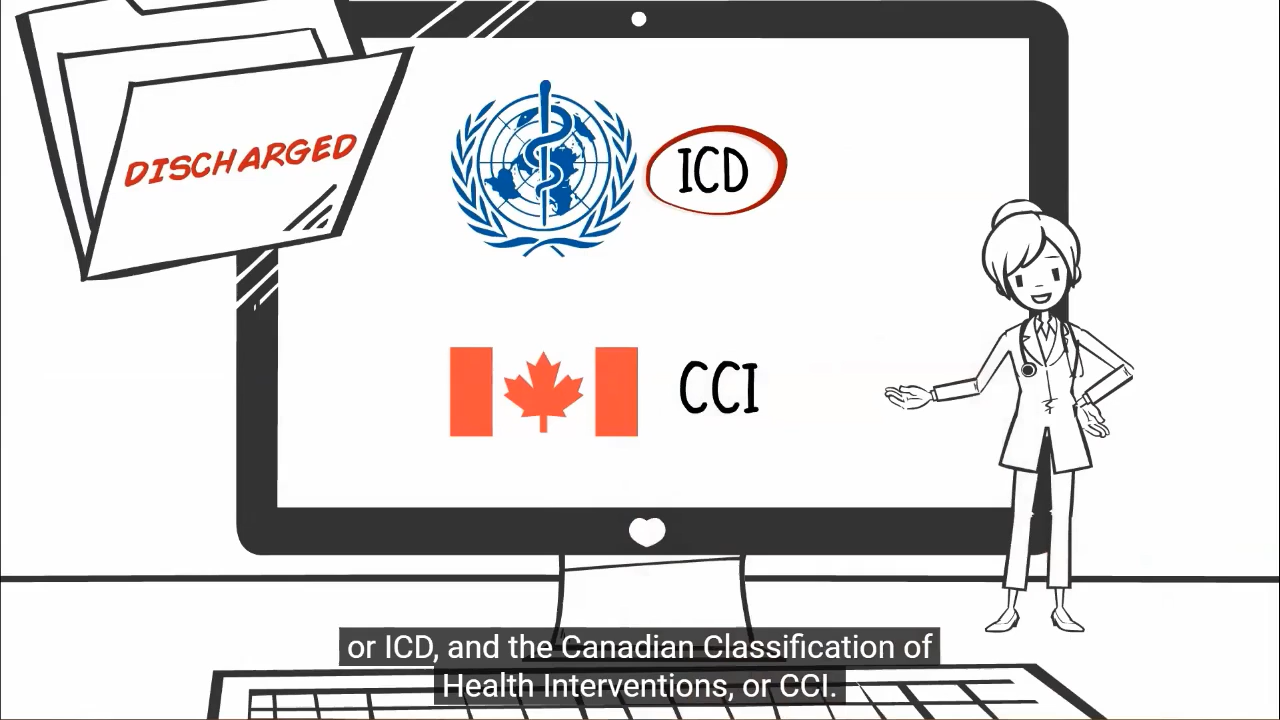 DISCHARGED
ICD
CCI
or ICD, and the Canadian Classification of
Health Interventions, or CCI.